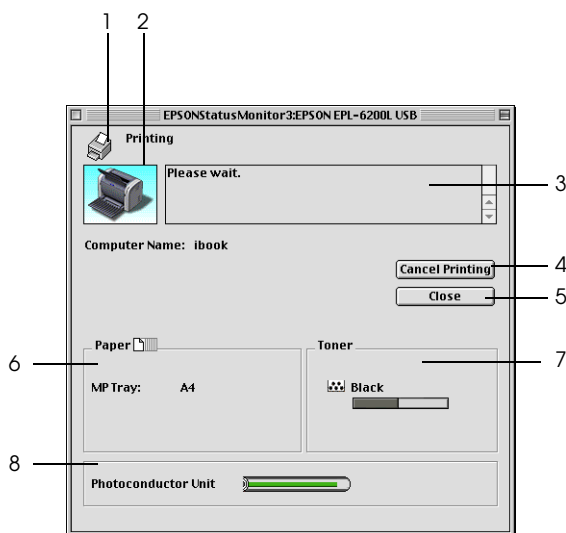 1 2
EPSONStatusMonitor3:EPSON EPL-6200L USB
Printing
Please wait.
3
Computer Name: ibook
Cancel Printing 4
Close 5
Paper Toner
6 7
MP Tray: A4 Black
8
Photoconductor Unit